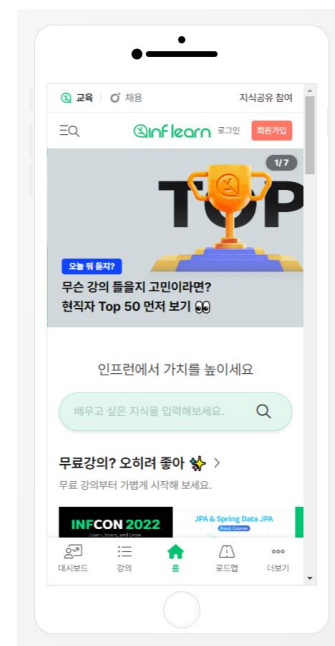 교육 채용 지식공유 참여
inflearn 로그인 회원가입
1/7
TOP
오늘 뭐 듣지?
무슨 강의 들을지 고민이라면?
현직자 Top 50 먼저 보기 👀
인프런에서 가치를 높이세요
배우고 싶은 지식을 입력해보세요.
무료강의? 오히려 좋아 ✨ >
무료 강의부터 가볍게 시작해 보세요.
INFCON 2022
Learn, Share, and Grow
JPA & Spring Data JPA
Basic Course
대시보드 강의 홈 로드맵 더보기